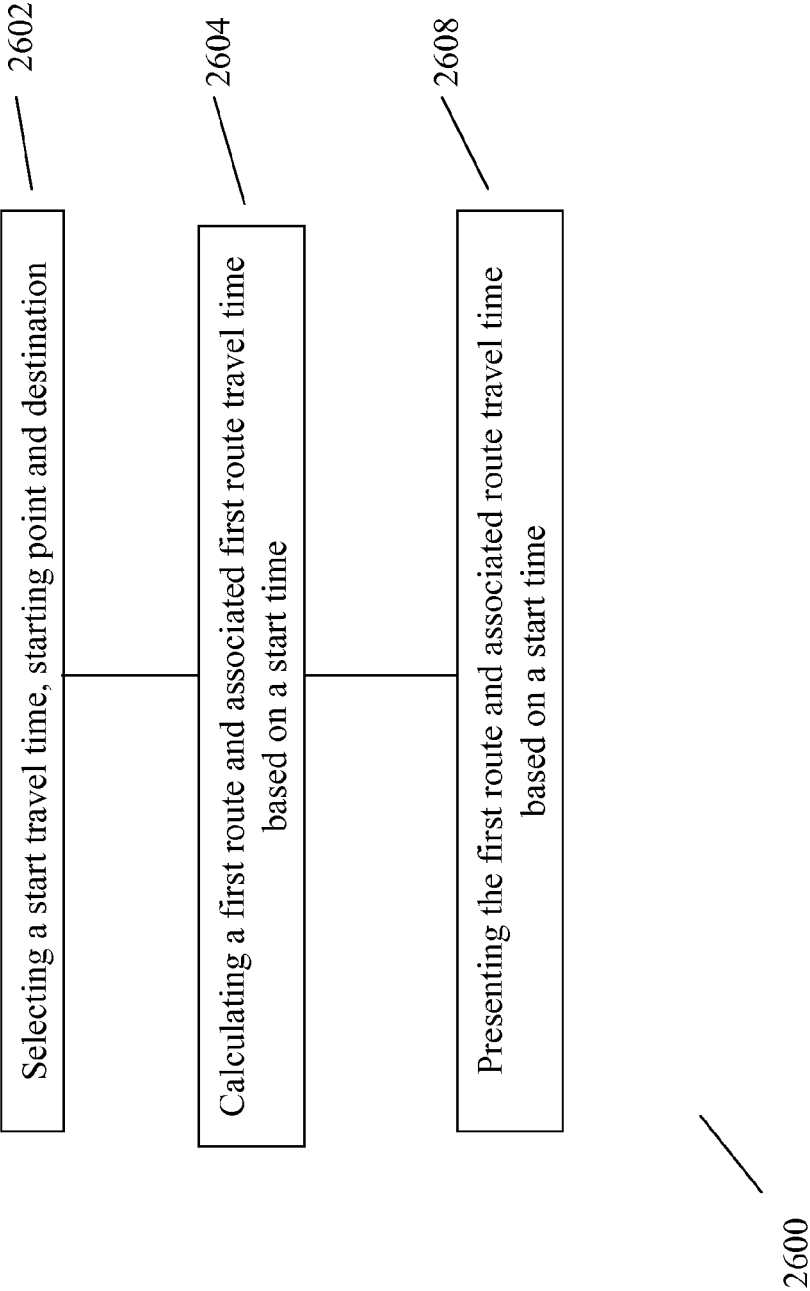 Selecting a start travel time, starting point and destination
2602
Calculating a first route and associated first route travel time
based on a start time
2604
Presenting the first route and associated route travel time
based on a start time
2608
2600